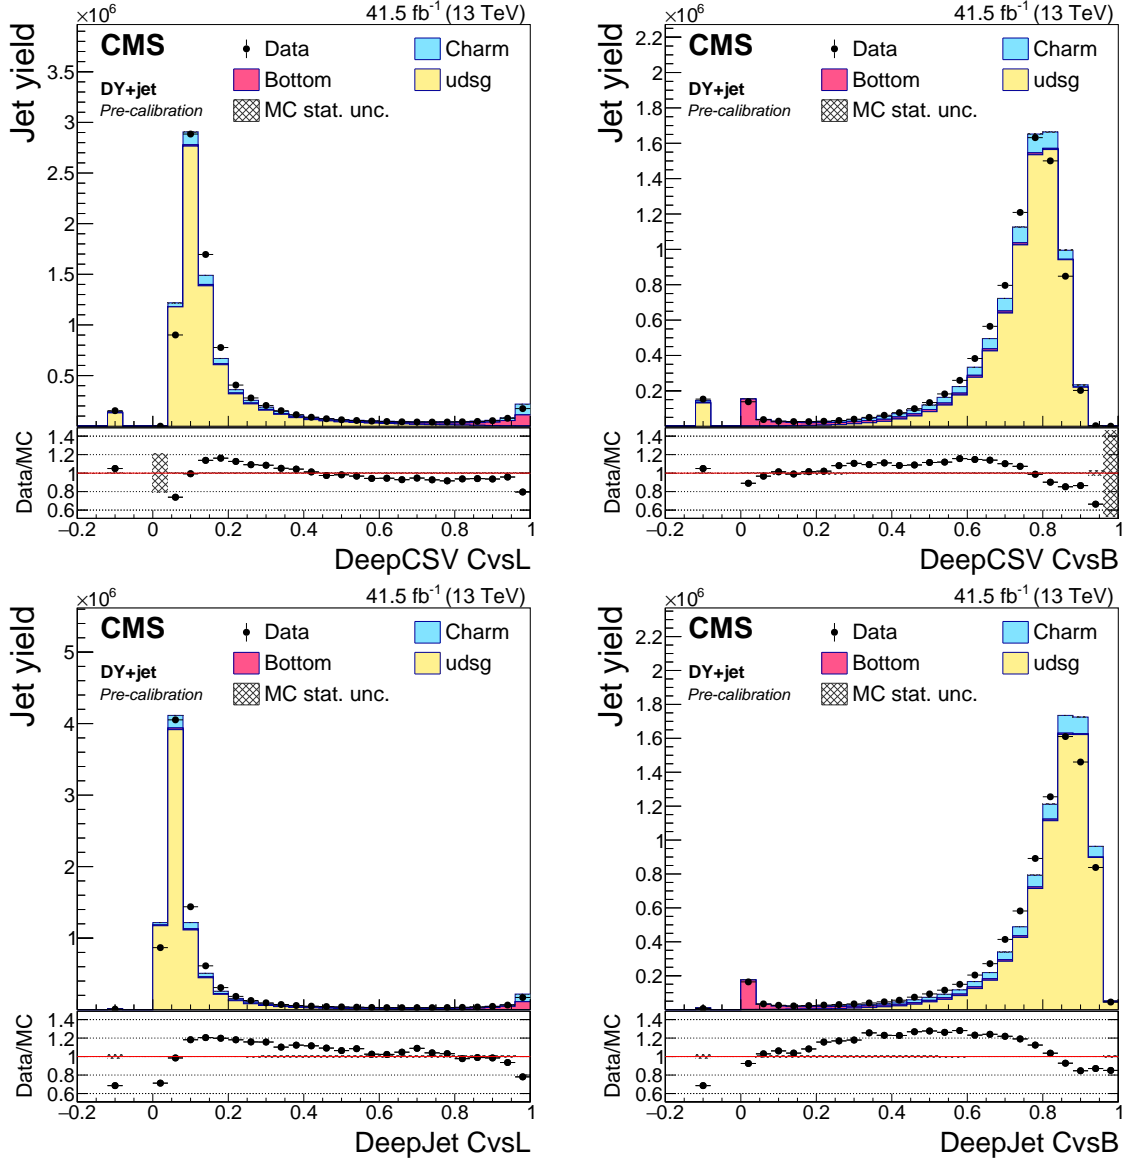 ×10⁶ 41.5 fb⁻¹ (13 TeV)
Jet yield
CMS
DY+jet
Pre-calibration
Data
Charm
Bottom
udsg
MC stat. unc.
3.5
3
2.5
2
1.5
1
0.5
Data/MC
1.4
1.2
1
0.8
0.6
−0.2 0 0.2 0.4 0.6 0.8 1
DeepCSV CvsL
×10⁶ 41.5 fb⁻¹ (13 TeV)
Jet yield
CMS
DY+jet
Pre-calibration
Data
Charm
Bottom
udsg
MC stat. unc.
2.2
2
1.8
1.6
1.4
1.2
1
0.8
0.6
0.4
0.2
Data/MC
1.4
1.2
1
0.8
0.6
−0.2 0 0.2 0.4 0.6 0.8 1
DeepCSV CvsB
×10⁶ 41.5 fb⁻¹ (13 TeV)
Jet yield
CMS
DY+jet
Pre-calibration
Data
Charm
Bottom
udsg
MC stat. unc.
5
4
3
2
1
Data/MC
1.4
1.2
1
0.8
0.6
−0.2 0 0.2 0.4 0.6 0.8 1
DeepJet CvsL
×10⁶ 41.5 fb⁻¹ (13 TeV)
Jet yield
CMS
DY+jet
Pre-calibration
Data
Charm
Bottom
udsg
MC stat. unc.
2.2
2
1.8
1.6
1.4
1.2
1
0.8
0.6
0.4
0.2
Data/MC
1.4
1.2
1
0.8
0.6
−0.2 0 0.2 0.4 0.6 0.8 1
DeepJet CvsB